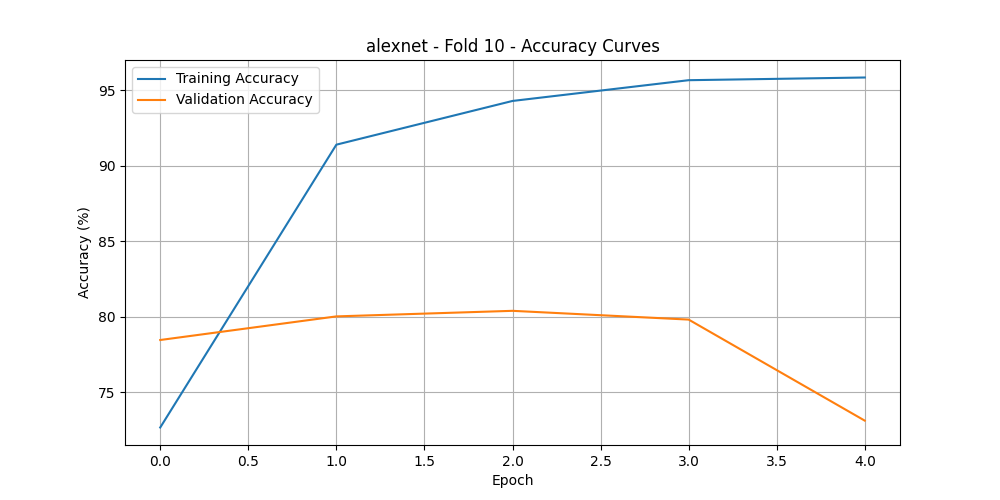 alexnet - Fold 10 - Accuracy Curves
Training Accuracy
Validation Accuracy
95
90
85
80
75
Accuracy (%)
0.0 0.5 1.0 1.5 2.0 2.5 3.0 3.5 4.0
Epoch